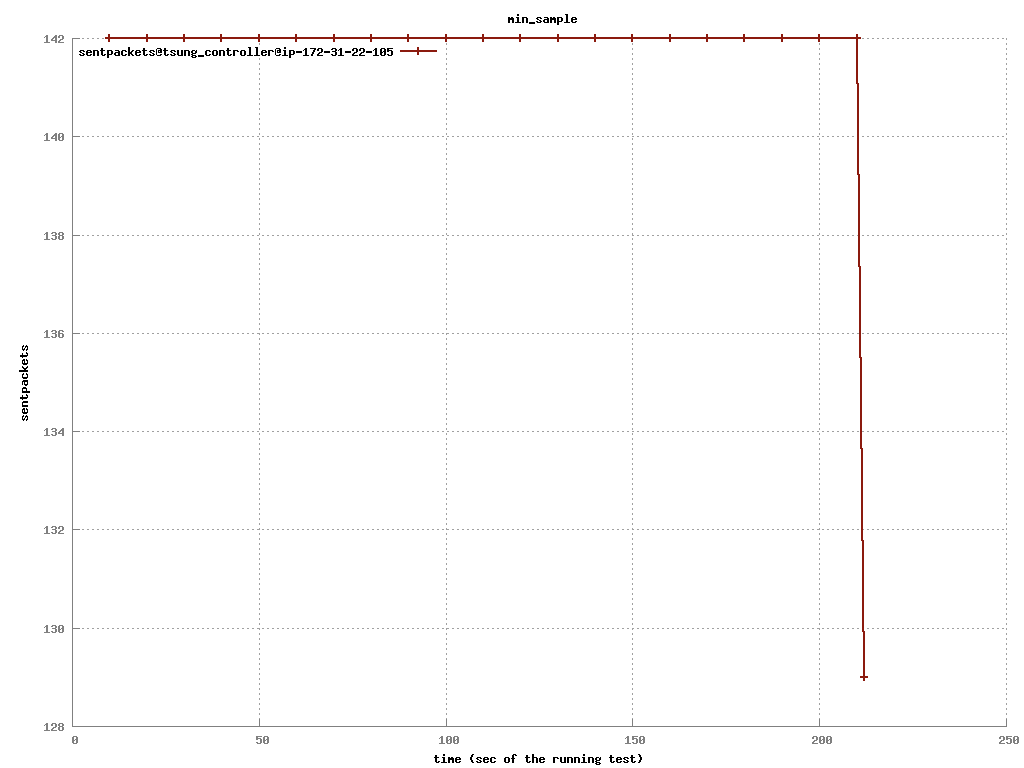 min_sample
142
sentpackets@tsung_controller@ip-172-31-22-105
140
138
136
sentpackets
134
132
130
128
0 50 100 150 200 250
time (sec of the running test)